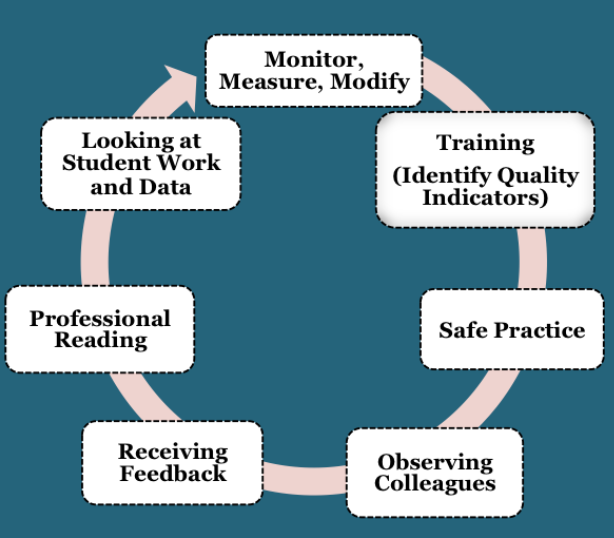 Monitor,
Measure, Modify
Training
(Identify Quality
Indicators)
Safe Practice
Observing
Colleagues
Receiving
Feedback
Professional
Reading
Looking at
Student Work
and Data